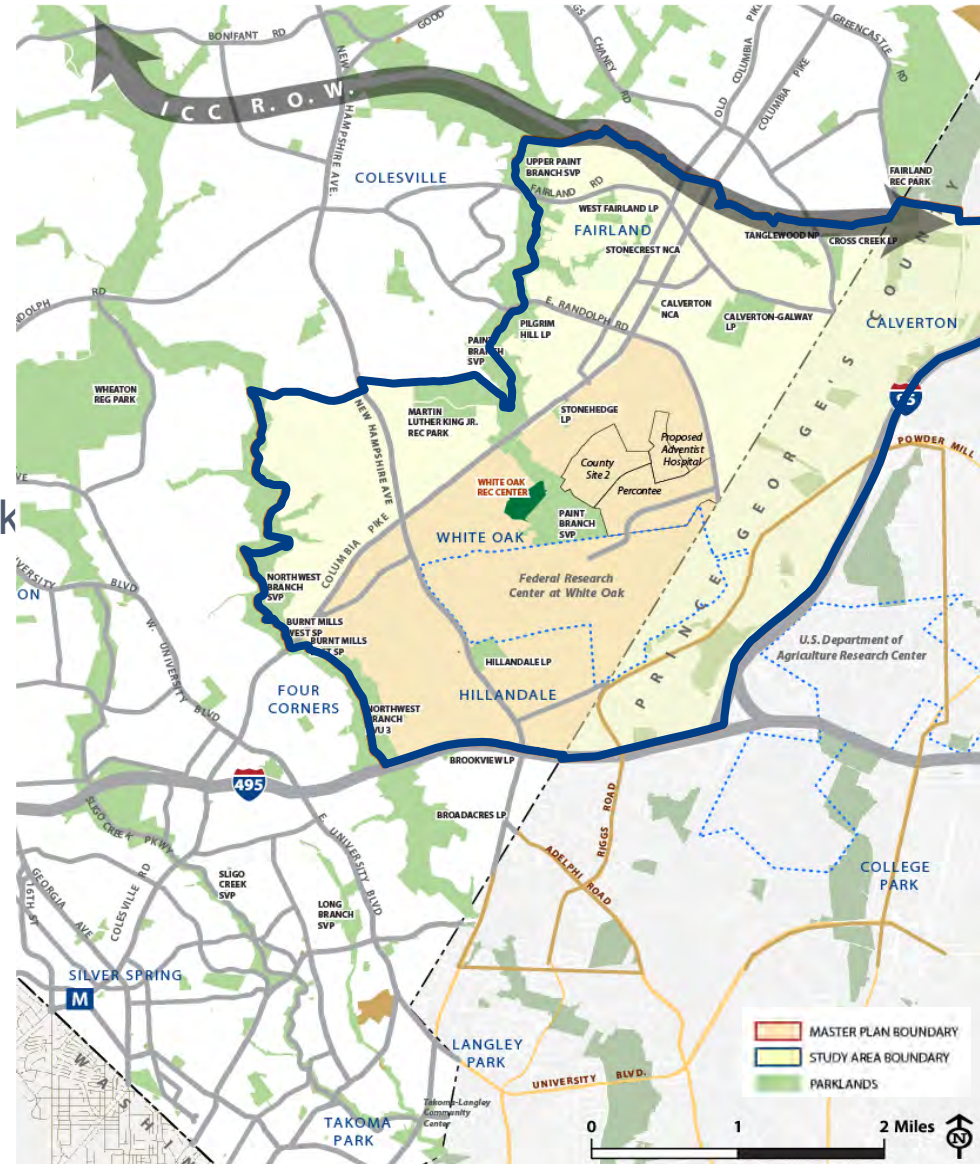 BONIFANT RD
GOOD
NEW HAMPSHIRE AVE.
ICC R.O.W.
CHANEY RD
OLD COLUMBIA PIKE
COLUMBIA PIKE
GREENCASTLE RD
COLESVILLE
UPPER PAINT
BRANCH SVP
FAIRLAND RD
WEST FAIRLAND LP
FAIRLAND
STONECREST NCA
TANGLEWOOD NP
CROSS CREEK LP
FAIRLAND
REC PARK
NDOLPH RD
E. RANDOLPH RD
PILGRIM
HILL LP
PAINT
BRANCH
SVP
CALVERTON
NCA
CALVERTON-GALWAY
LP
CALVERTON
PRINCE GEORGE'S COUNTY
95
POWDER MILL
WHEATON
REG PARK
MARTIN
LUTHER KING JR.
REC PARK
NEW HAMPSHIRE AVE
STONEHEDGE
LP
County
Site 2
Proposed
Adventist
Hospital
Percontee
WHITE OAK
REC CENTER
PAINT
BRANCH
SVP
WHITE OAK
COLUMBIA PIKE
k
VE
VERSITY BLVD
W. UNIVERSITY BLVD
ON
NORTHWEST
BRANCH
SVP
BURNT MILLS
WEST SP
BURNT MILLS
SP
Federal Research
Center at White Oak
U.S. Department of
Agriculture Research Center
HILLANDALE LP
HILLANDALE
FOUR
CORNERS
NORTHWEST
BRANCH
3
BROOKVIEW LP
495
BROADACRES LP
SLIGO CREEK PKWY
E. UNIVERSITY BLVD
RIGGS ROAD
ADELPHI ROAD
COLLEGE
PARK
GEORGIA AVE
16TH ST
COLESVILLE RD
SLIGO
CREEK
SVP
LONG
BRANCH
SVP
SILVER SPRING
M
WASHIN
LANGLEY
PARK
UNIVERSITY BLVD.
Takoma-Langley
Community
Center
TAKOMA
PARK
MASTER PLAN BOUNDARY
STUDY AREA BOUNDARY
PARKLANDS
0 1 2 Miles
N